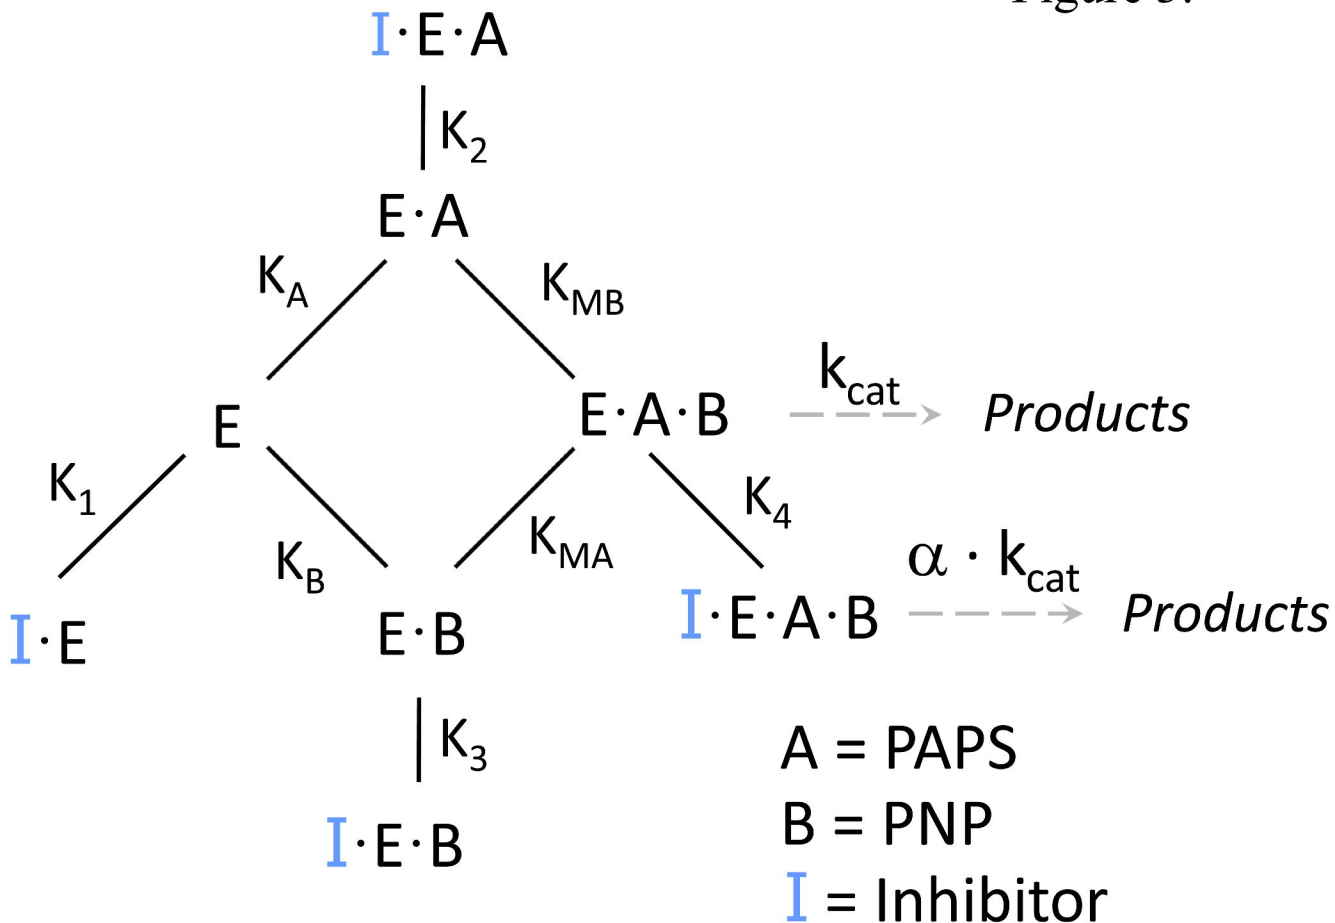 I·E·A
K2
E·A
KA
KMB
E
E·A·B
kcat
Products
K1
KB
KMA
K4
α · kcat
I·E
E·B
I·E·A·B
Products
K3
A = PAPS
B = PNP
I·E·B
I = Inhibitor